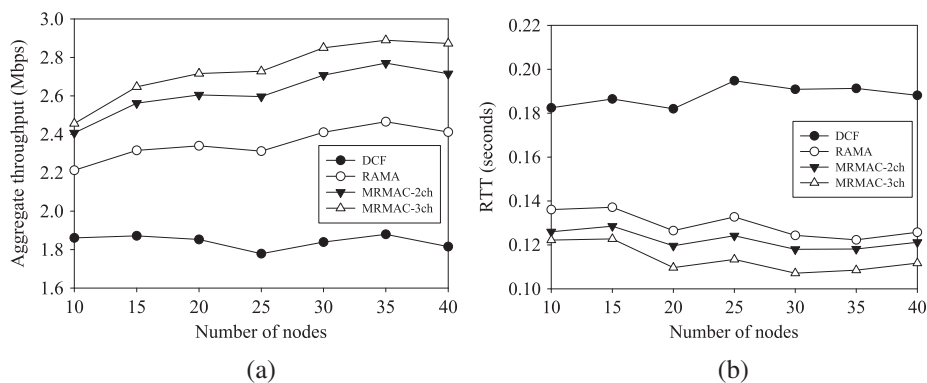 Aggregate throughput (Mbps)
3.0
2.8
2.6
2.4
2.2
2.0
1.8
1.6
DCF
RAMA
MRMAC-2ch
MRMAC-3ch
10 15 20 25 30 35 40
Number of nodes
(a)
RTT (seconds)
0.22
0.20
0.18
0.16
0.14
0.12
0.10
DCF
RAMA
MRMAC-2ch
MRMAC-3ch
10 15 20 25 30 35 40
Number of nodes
(b)